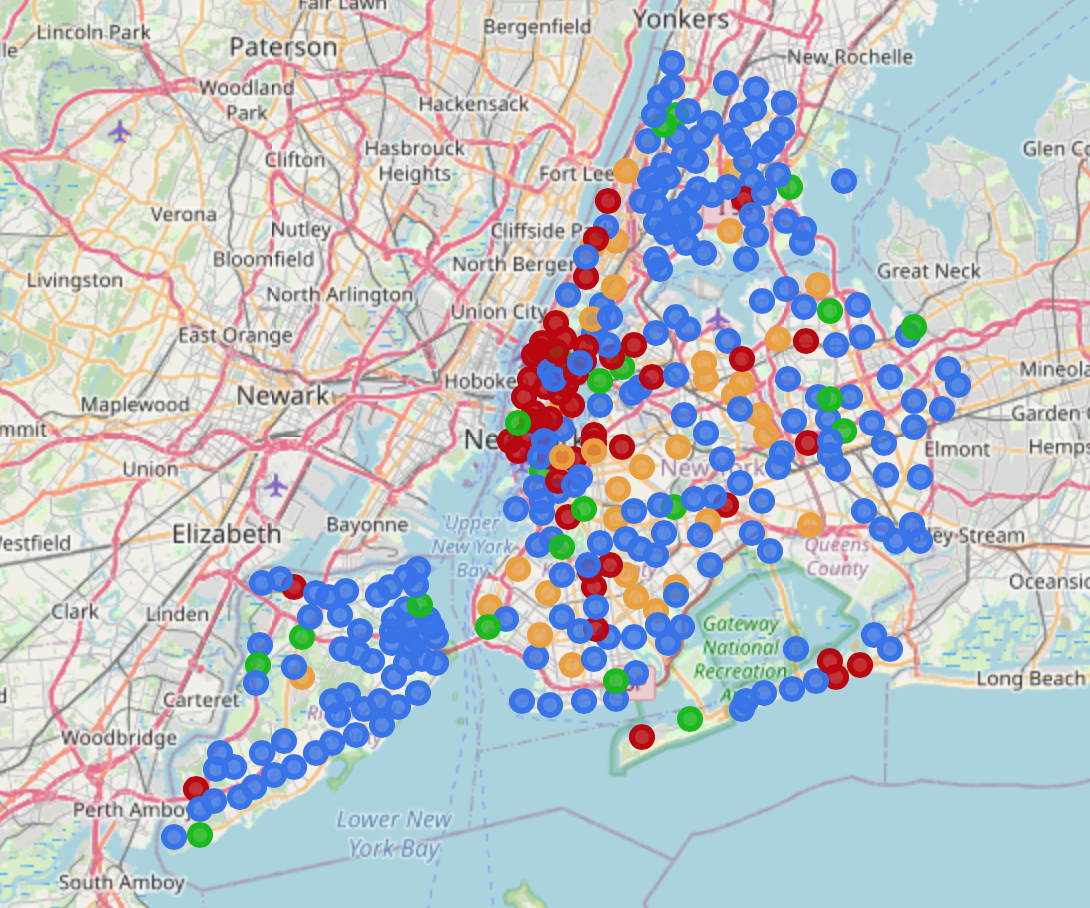 Fair Lawn
Lincoln Park
Bergenfield
Yonkers
Paterson
New Rochelle
Woodland
Park
Hackensack
Clifton
Hasbrouck
Heights
Glen Co
Fort Lee
Verona
Nutley
Cliffside P
Bloomfield
North Bergen
Great Neck
Livingston
North Arlington
Union City
East Orange
Mineola
Newark
Hoboke
Maplewood
Garden
mmit
Ne
k
Elmont
Hemps
Union
New York
Elizabeth
Bayonne
Upper
New York
Bay
ey Stream
estfield
Queens
County
Oceansi
Clark
Linden
Gateway
National
Recreation
Long Beach
Carteret
Woodbridge
Perth Amboy
Lower New
York Bay
South Amboy